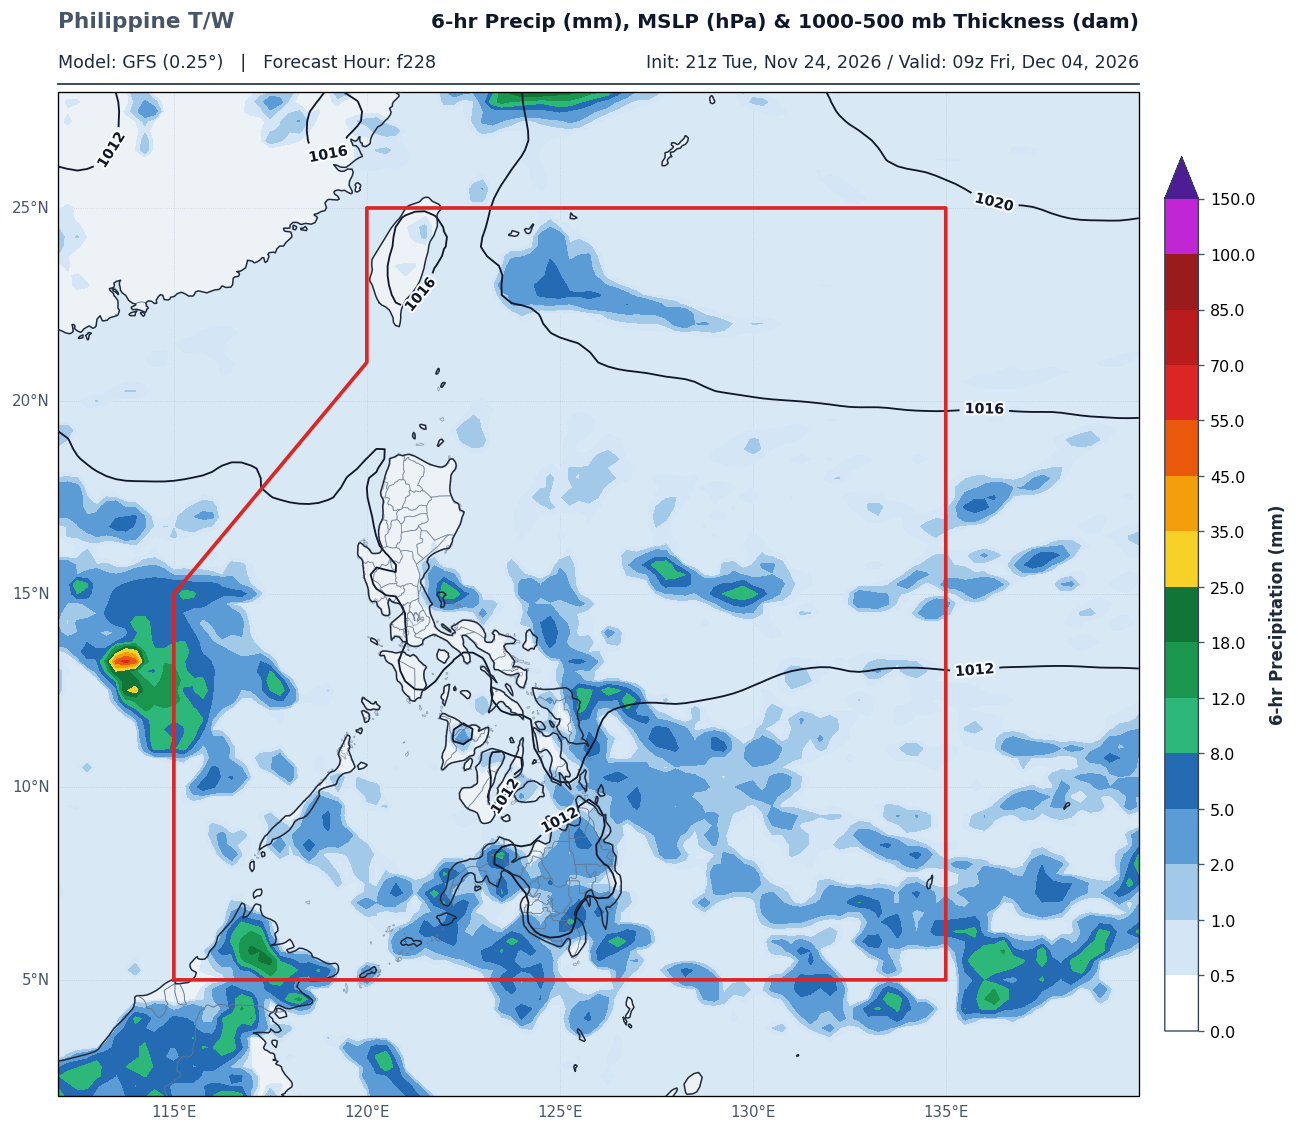 Philippine T/W
6-hr Precip (mm), MSLP (hPa) & 1000-500 mb Thickness (dam)
Model: GFS (0.25°) | Forecast Hour: f228
Init: 21z Tue, Nov 24, 2026 / Valid: 09z Fri, Dec 04, 2026
1012
1016
1020
1016
1016
1012
1012
1012
25°N
20°N
15°N
10°N
5°N
115°E
120°E
125°E
130°E
135°E
150.0
100.0
85.0
70.0
55.0
45.0
35.0
25.0
18.0
12.0
8.0
5.0
2.0
1.0
0.5
0.0
6-hr Precipitation (mm)